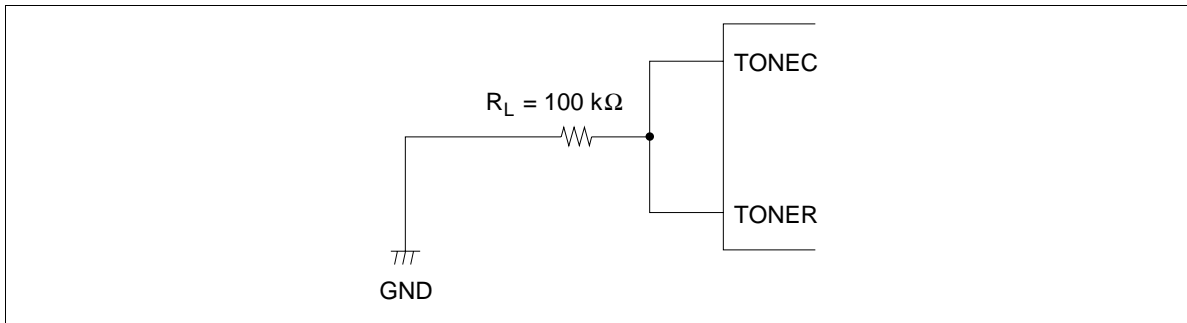 TONEC
R_L = 100 kΩ
TONER
GND